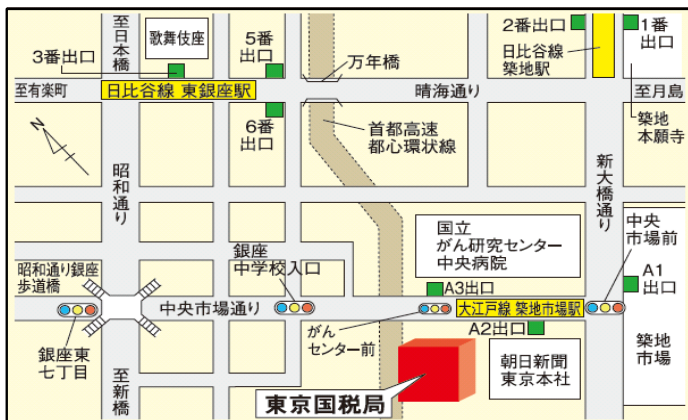 至日本橋
歌舞伎座
3番出口
5番
出口
万年橋
2番出口
日比谷線
築地駅
1番
出口
至有楽町
日比谷線 東銀座駅
晴海通り
至月島
6番
出口
首都高速
都心環状線
築地
本願寺
N
昭和通り
新大橋通り
国立
がん研究センター
中央病院
中央
市場前
銀座
中学校入口
昭和通り銀座
歩道橋
A3出口
A1
出口
中央市場通り
大江戸線 築地市場駅
A2出口
がん
センター前
銀座東
七丁目
至新橋
朝日新聞
東京本社
築地
市場
東京国税局